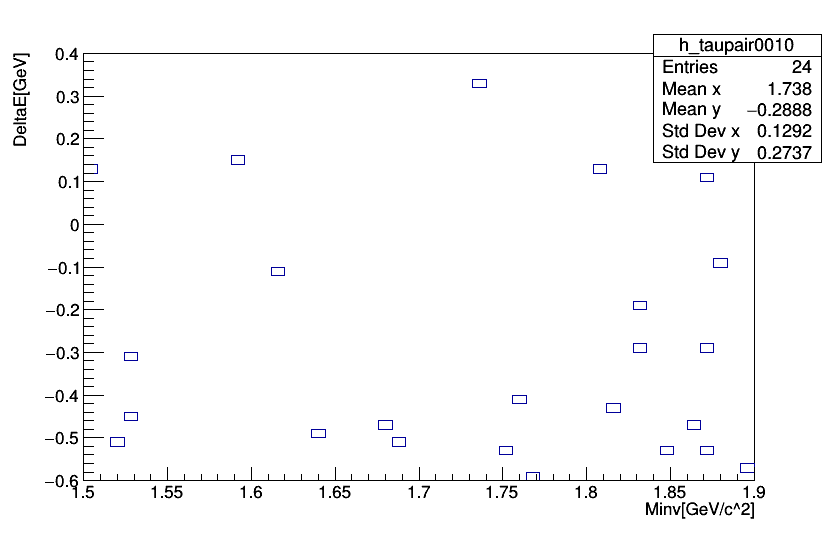 h_taupair0010
Entries 24
Mean x 1.738
Mean y −0.2888
Std Dev x 0.1292
Std Dev y 0.2737
DeltaE[GeV]
0.4
0.3
0.2
0.1
0
−0.1
−0.2
−0.3
−0.4
−0.5
−0.6
1.5 1.55 1.6 1.65 1.7 1.75 1.8 1.85 1.9
Minv[GeV/c^2]